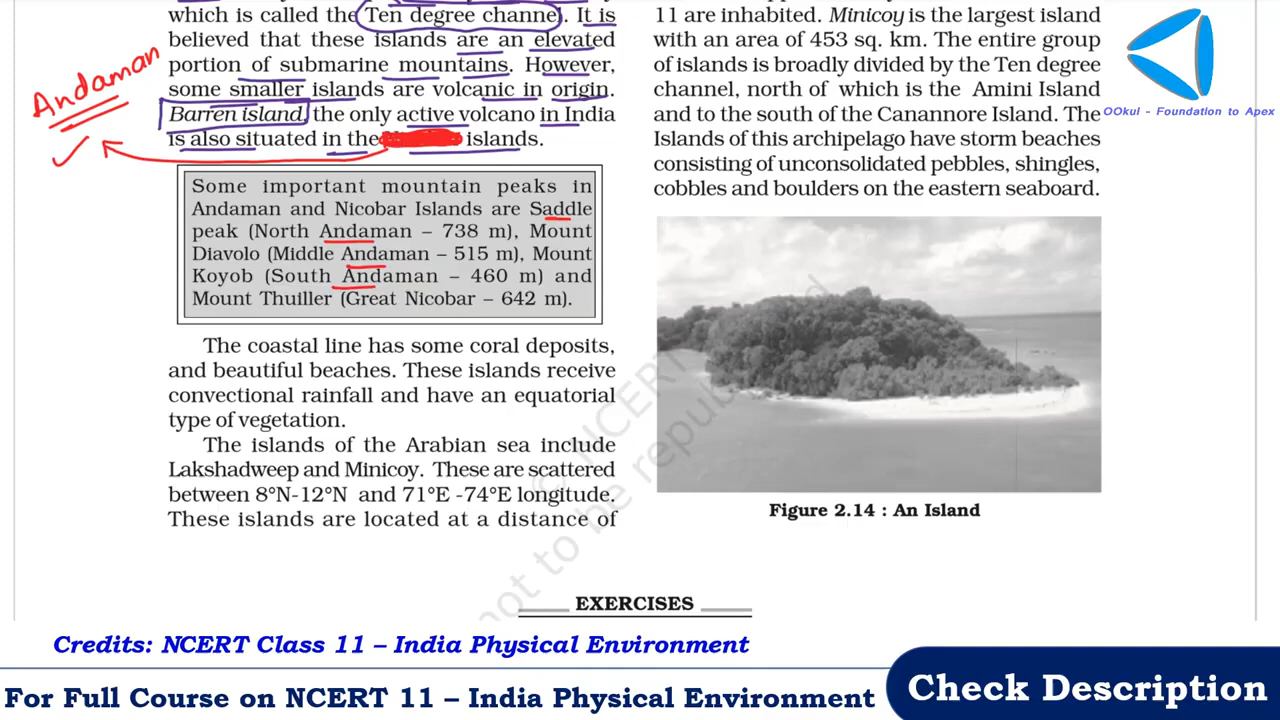 which is called the Ten degree channel. It is
believed that these islands are an elevated
portion of submarine mountains. However,
some smaller islands are volcanic in origin.
Barren island, the only active volcano in India
is also situated in the islands.
Andaman
Some important mountain peaks in
Andaman and Nicobar Islands are Saddle
peak (North Andaman – 738 m), Mount
Diavolo (Middle Andaman – 515 m), Mount
Koyob (South Andaman – 460 m) and
Mount Thuiller (Great Nicobar – 642 m).
The coastal line has some coral deposits,
and beautiful beaches. These islands receive
convectional rainfall and have an equatorial
type of vegetation.
The islands of the Arabian sea include
Lakshadweep and Minicoy. These are scattered
between 8°N-12°N and 71°E -74°E longitude.
These islands are located at a distance of
11 are inhabited. Minicoy is the largest island
with an area of 453 sq. km. The entire group
of islands is broadly divided by the Ten degree
channel, north of which is the Amini Island
and to the south of the Canannore Island. The
Islands of this archipelago have storm beaches
consisting of unconsolidated pebbles, shingles,
cobbles and boulders on the eastern seaboard.
OOkul - Foundation to Apex
Figure 2.14 : An Island
© NCERT
not to be republished
EXERCISES
Credits: NCERT Class 11 – India Physical Environment
For Full Course on NCERT 11 – India Physical Environment
Check Description